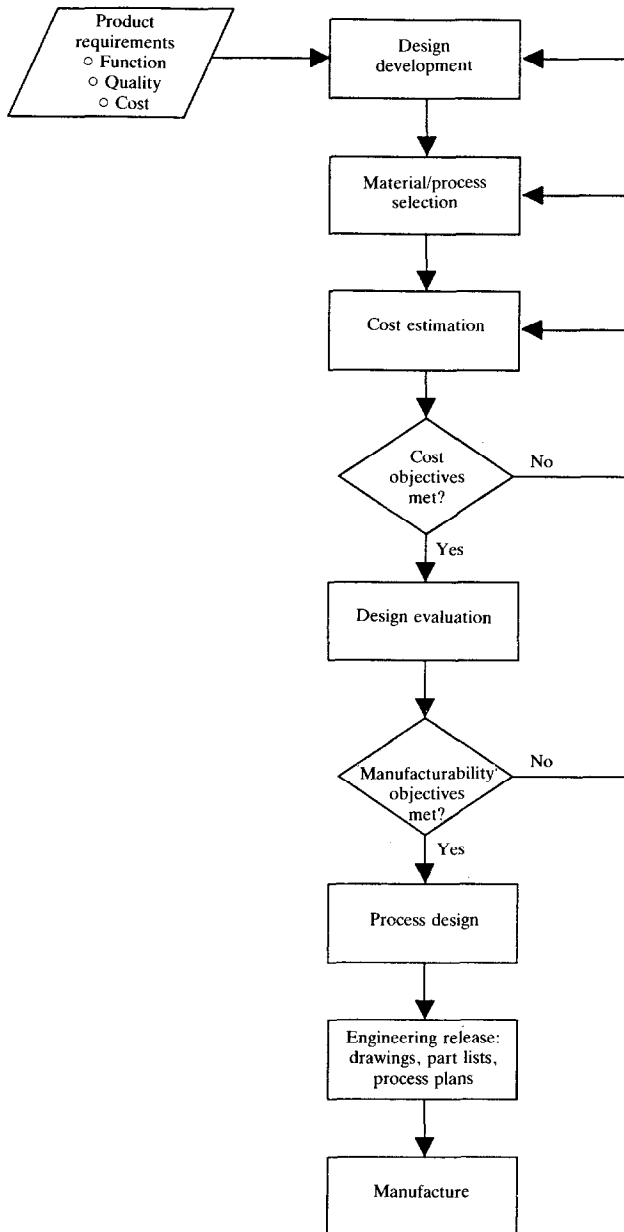 Product
requirements
○ Function
○ Quality
○ Cost
Design
development
Material/process
selection
Cost estimation
Cost
objectives
met?
No
Yes
Design evaluation
Manufacturability
objectives
met?
No
Yes
Process design
Engineering release:
drawings, part lists,
process plans
Manufacture